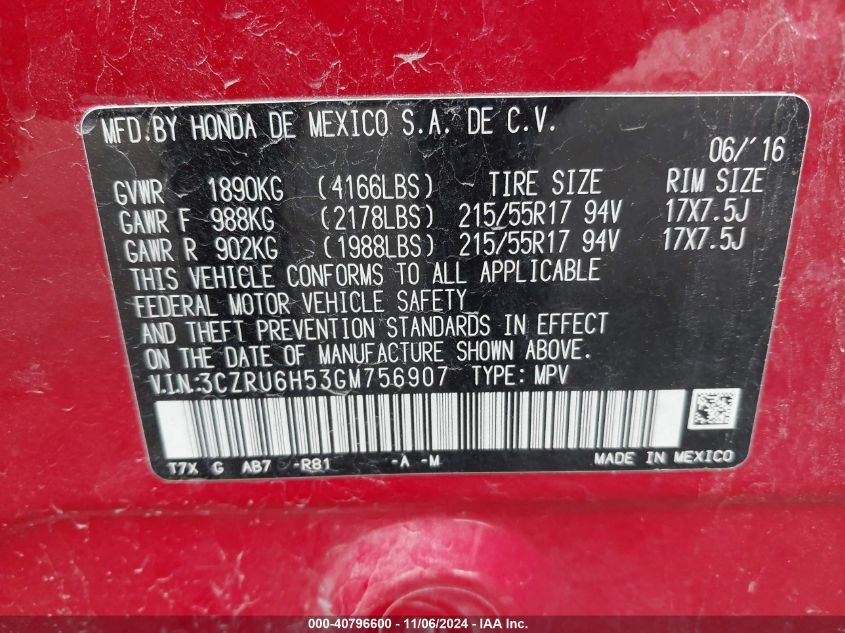 MFD.BY HONDA DE MEXICO S.A. DE C.V.
06/'16
GVWR 1890KG (4166LBS) TIRE SIZE RIM SIZE
GAWR F 988KG (2178LBS) 215/55R17 94V 17X7.5J
GAWR R 902KG (1988LBS) 215/55R17 94V 17X7.5J
THIS VEHICLE CONFORMS TO ALL APPLICABLE
FEDERAL MOTOR VEHICLE SAFETY
AND THEFT PREVENTION STANDARDS IN EFFECT
ON THE DATE OF MANUFACTURE SHOWN ABOVE.
V.I.N.:3CZRU6H53GM756907 TYPE: MPV
T7X G AB7 -R81 -A -M MADE IN MEXICO
000-40796600 - 11/06/2024 - IAA Inc.